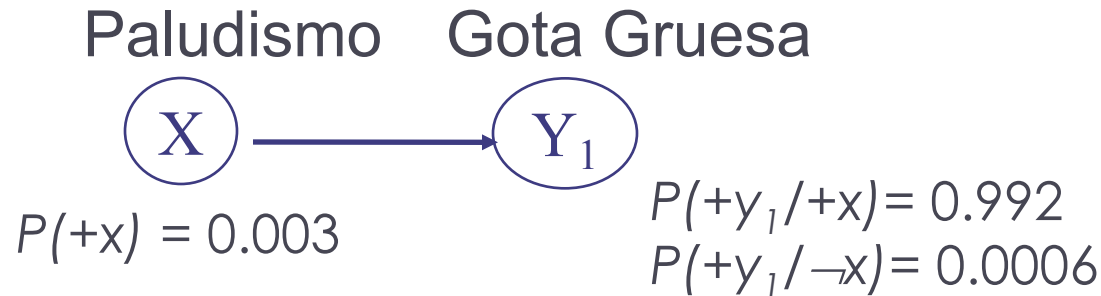 Paludismo Gota Gruesa
X Y₁
P(+x) = 0.003
P(+y₁/+x)= 0.992
P(+y₁/¬x)= 0.0006